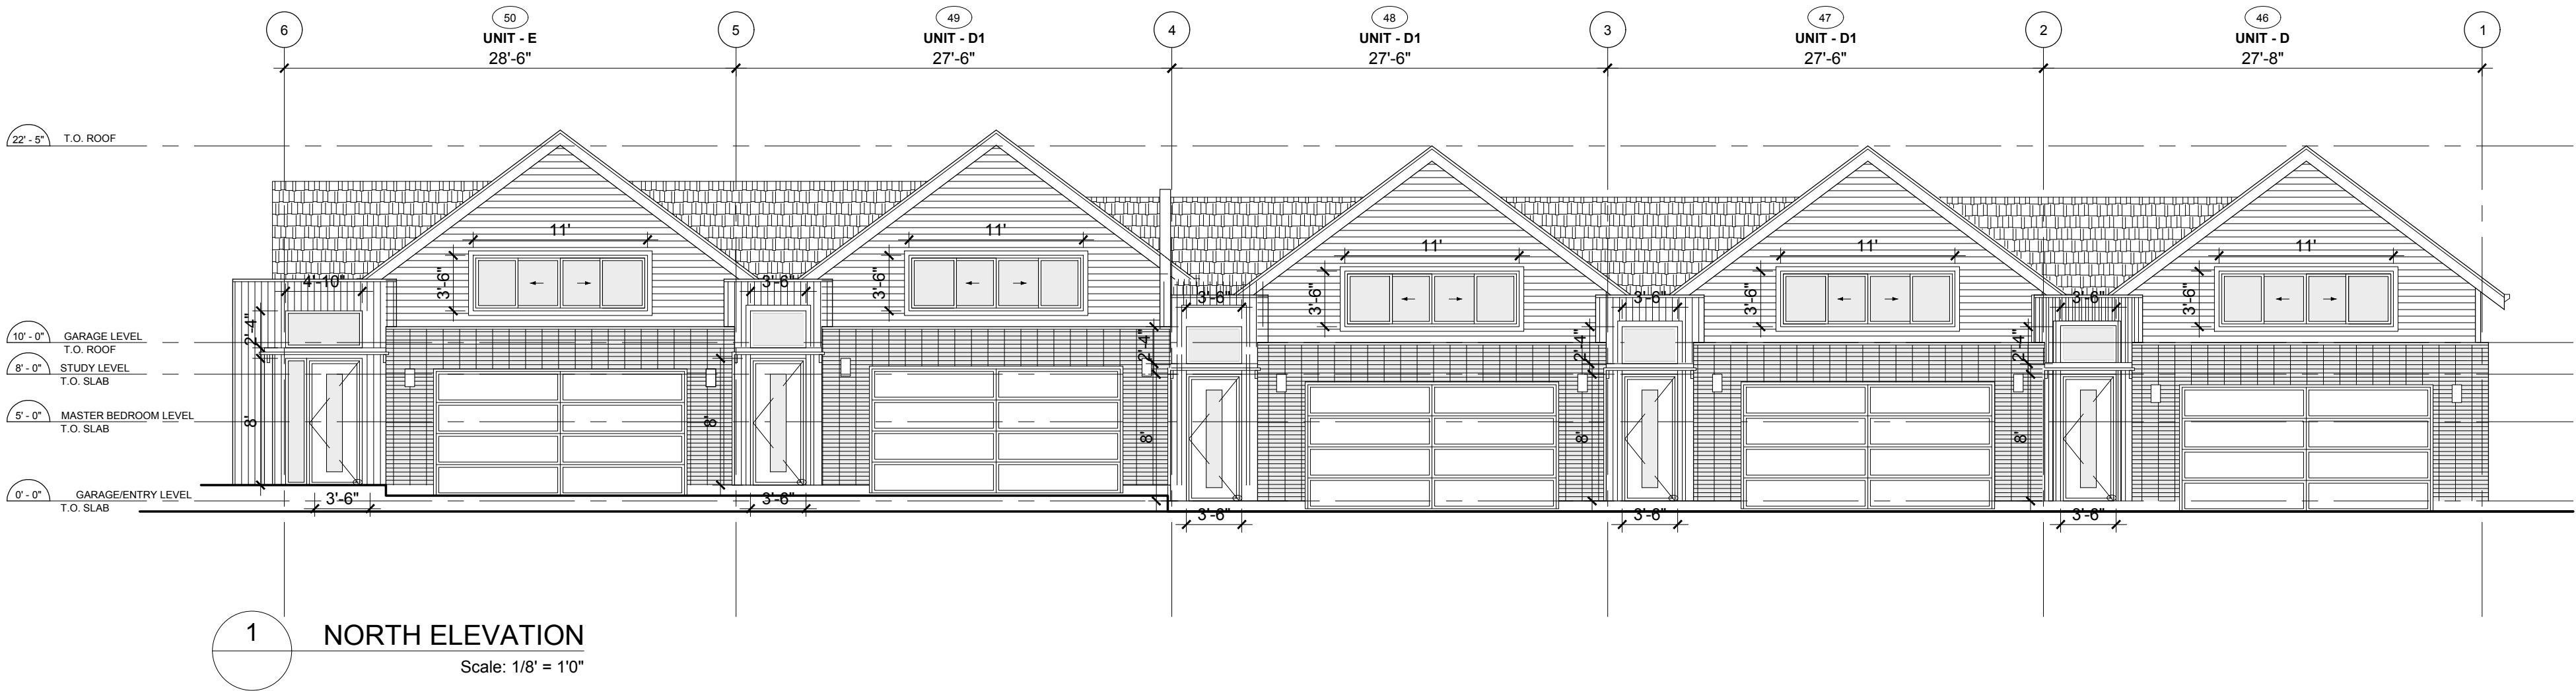 6
50
UNIT - E
28'-6"
5
49
UNIT - D1
27'-6"
4
48
UNIT - D1
27'-6"
3
47
UNIT - D1
27'-6"
2
46
UNIT - D
27'-8"
1
22' - 5" T.O. ROOF
11'
11'
11'
11'
11'
3'-6"
3'-6"
3'-6"
3'-6"
3'-6"
4'-10"
3'-6"
3'-6"
3'-6"
3'-6"
2'-4"
2'-4"
2'-4"
2'-4"
10' - 0" GARAGE LEVEL
T.O. ROOF
8' - 0" STUDY LEVEL
T.O. SLAB
5' - 0" MASTER BEDROOM LEVEL
T.O. SLAB
8'
8'
8'
8'
8'
0' - 0" GARAGE/ENTRY LEVEL
T.O. SLAB
3'-6"
3'-6"
3'-6"
3'-6"
3'-6"
1
NORTH ELEVATION
Scale: 1/8' = 1'0"